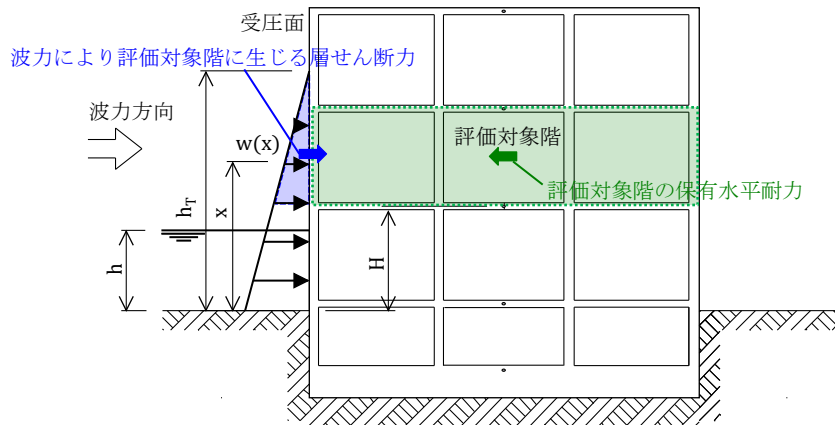 受圧面
波力により評価対象階に生じる層せん断力
波力方向
w(x)
評価対象階
評価対象階の保有水平耐力
hT
x
h
H